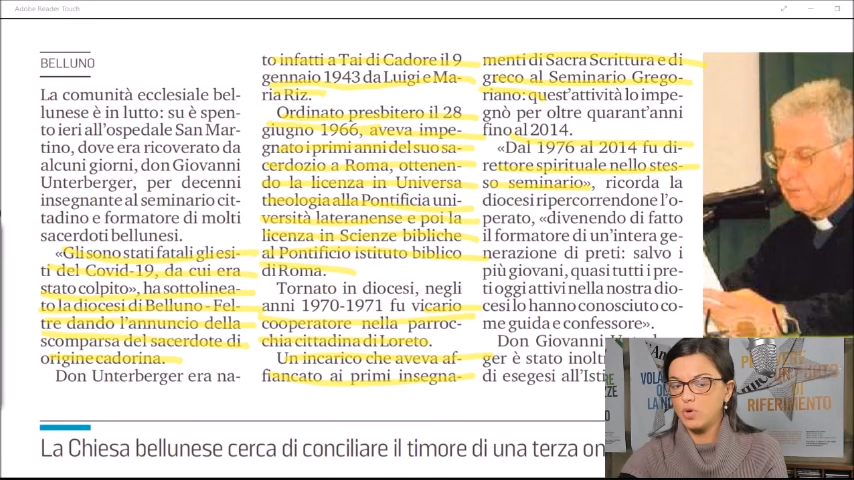 Adobe Reader Touch
BELLUNO
La comunità ecclesiale bel-
lunese è in lutto: su è spen-
to ieri all'ospedale San Mar-
tino, dove era ricoverato da
alcuni giorni, don Giovanni
Unterberger, per decenni
insegnante al seminario cit-
tadino e formatore di molti
sacerdoti bellunesi.
«Gli sono stati fatali gli esi-
ti del Covid-19, da cui era
stato colpito», ha sottolinea-
to la diocesi di Belluno - Fel-
tre dando l'annuncio della
scomparsa del sacerdote di
origine cadorina.
Don Unterberger era na-
to infatti a Tai di Cadore il 9
gennaio 1943 da Luigi e Ma-
ria Riz.
Ordinato presbitero il 28
giugno 1966, aveva impe-
gnato i primi anni del suo sa-
cerdozio a Roma, ottenen-
do la licenza in Universa
theologia alla Pontificia uni-
versità lateranense e poi la
licenza in Scienze bibliche
al Pontificio istituto biblico
di Roma.
Tornato in diocesi, negli
anni 1970-1971 fu vicario
cooperatore nella parroc-
chia cittadina di Loreto.
Un incarico che aveva af-
fiancato ai primi insegna-
menti di Sacra Scrittura e di
greco al Seminario Grego-
riano: quest'attività lo impe-
gnò per oltre quarant'anni
fino al 2014.
«Dal 1976 al 2014 fu di-
rettore spirituale nello stes-
so seminario», ricorda la
diocesi ripercorrendone l'o-
perato, «divenendo di fatto
il formatore di un'intera ge-
nerazione di preti: salvo i
più giovani, quasi tutti i pre-
ti oggi attivi nella nostra dio-
cesi lo hanno conosciuto co-
me guida e confessore».
Don Giovanni
ger è stato inolt
di esegesi all'Ist
La Chiesa bellunese cerca di conciliare il timore di una terza on
VOLA
LA
DI
RIFERIMENTO